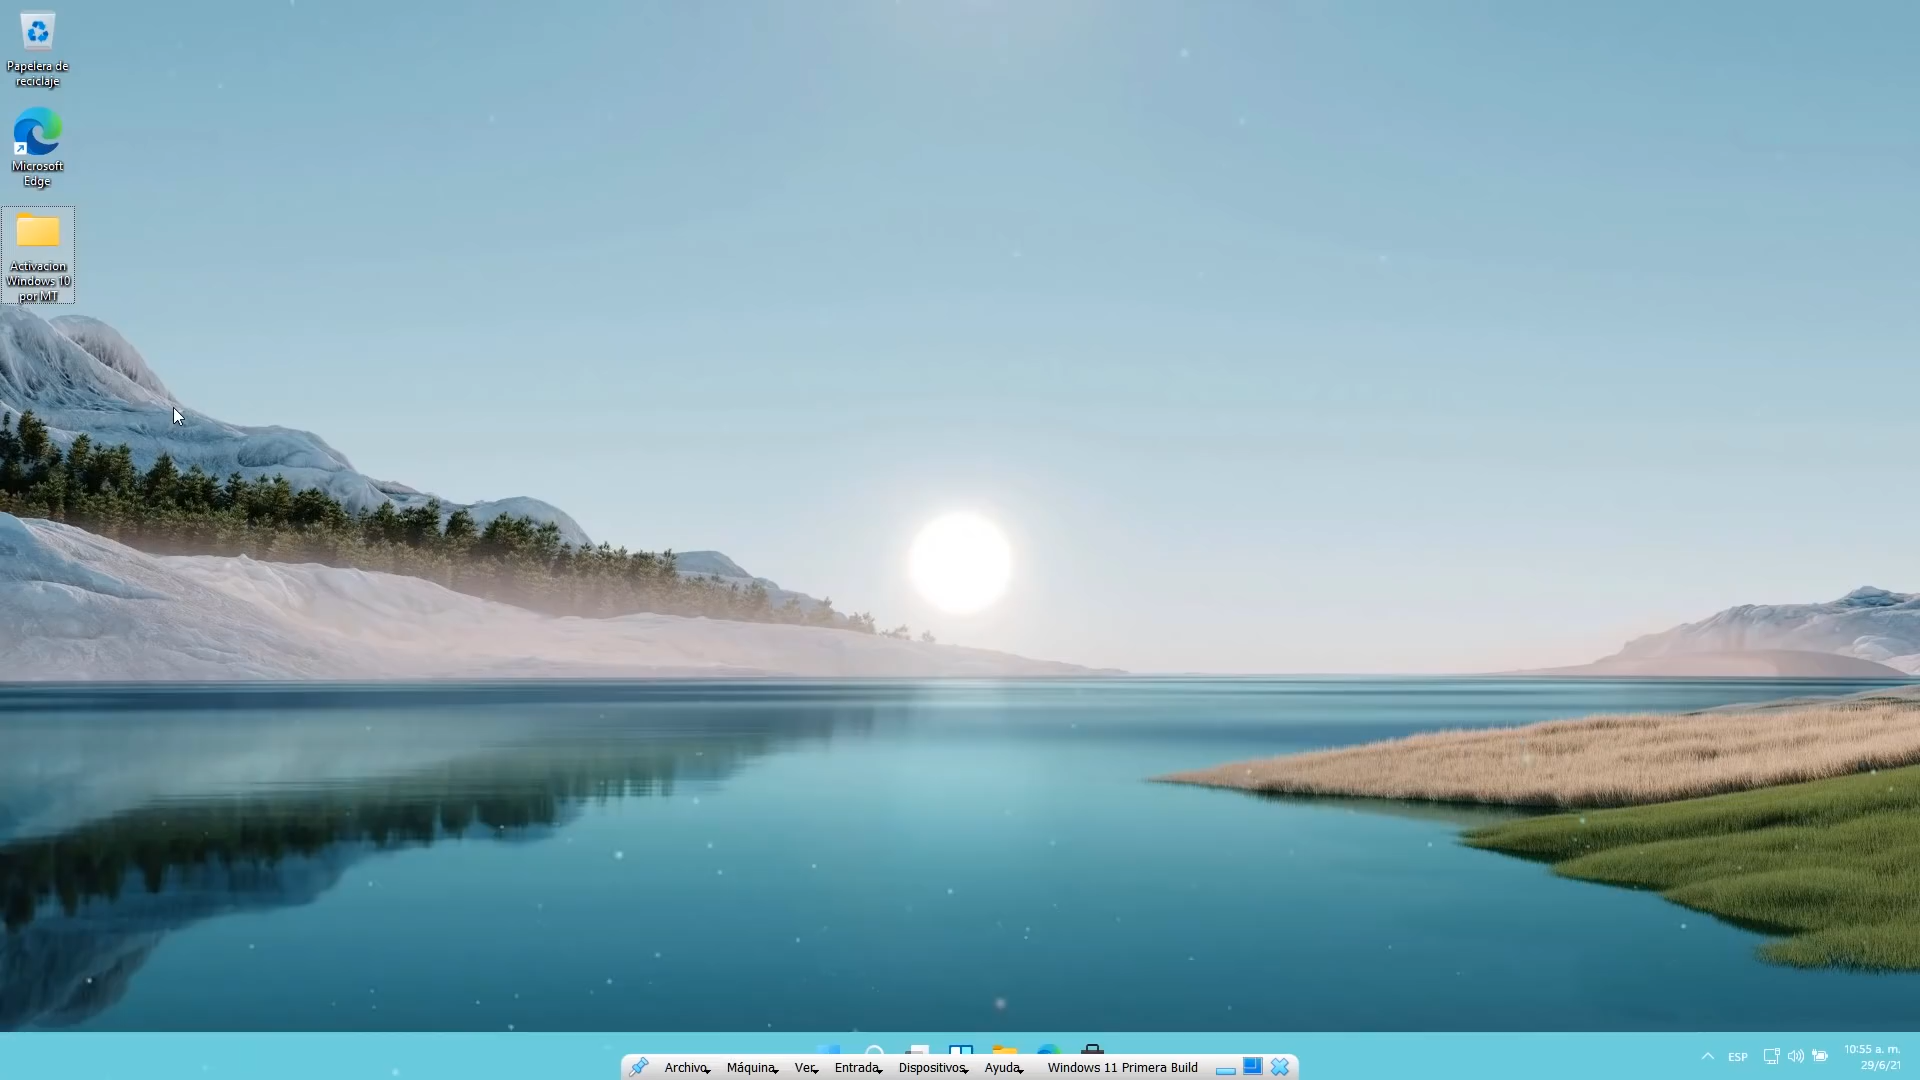 Papelera de
reciclaje
Microsoft
Edge
Activacion
Windows 10
por MT
Archivo
Máquina
Ver
Entrada
Dispositivos
Ayuda
Windows 11 Primera Build
ESP
10:55 a. m.
29/6/21